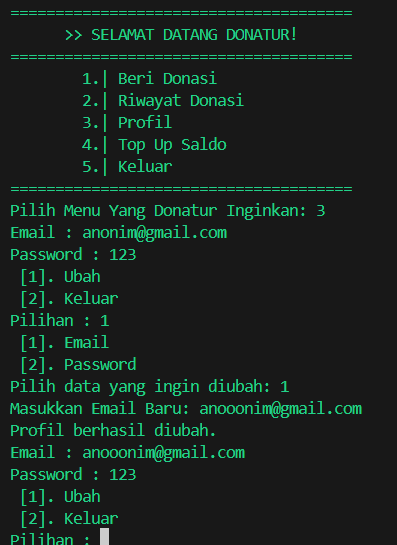 ======================================
>> SELAMAT DATANG DONATUR!
======================================
1.| Beri Donasi
2.| Riwayat Donasi
3.| Profil
4.| Top Up Saldo
5.| Keluar
======================================
Pilih Menu Yang Donatur Inginkan: 3
Email : anonim@gmail.com
Password : 123
[1]. Ubah
[2]. Keluar
Pilihan : 1
[1]. Email
[2]. Password
Pilih data yang ingin diubah: 1
Masukkan Email Baru: anooonim@gmail.com
Profil berhasil diubah.
Email : anooonim@gmail.com
Password : 123
[1]. Ubah
[2]. Keluar
Pilihan :